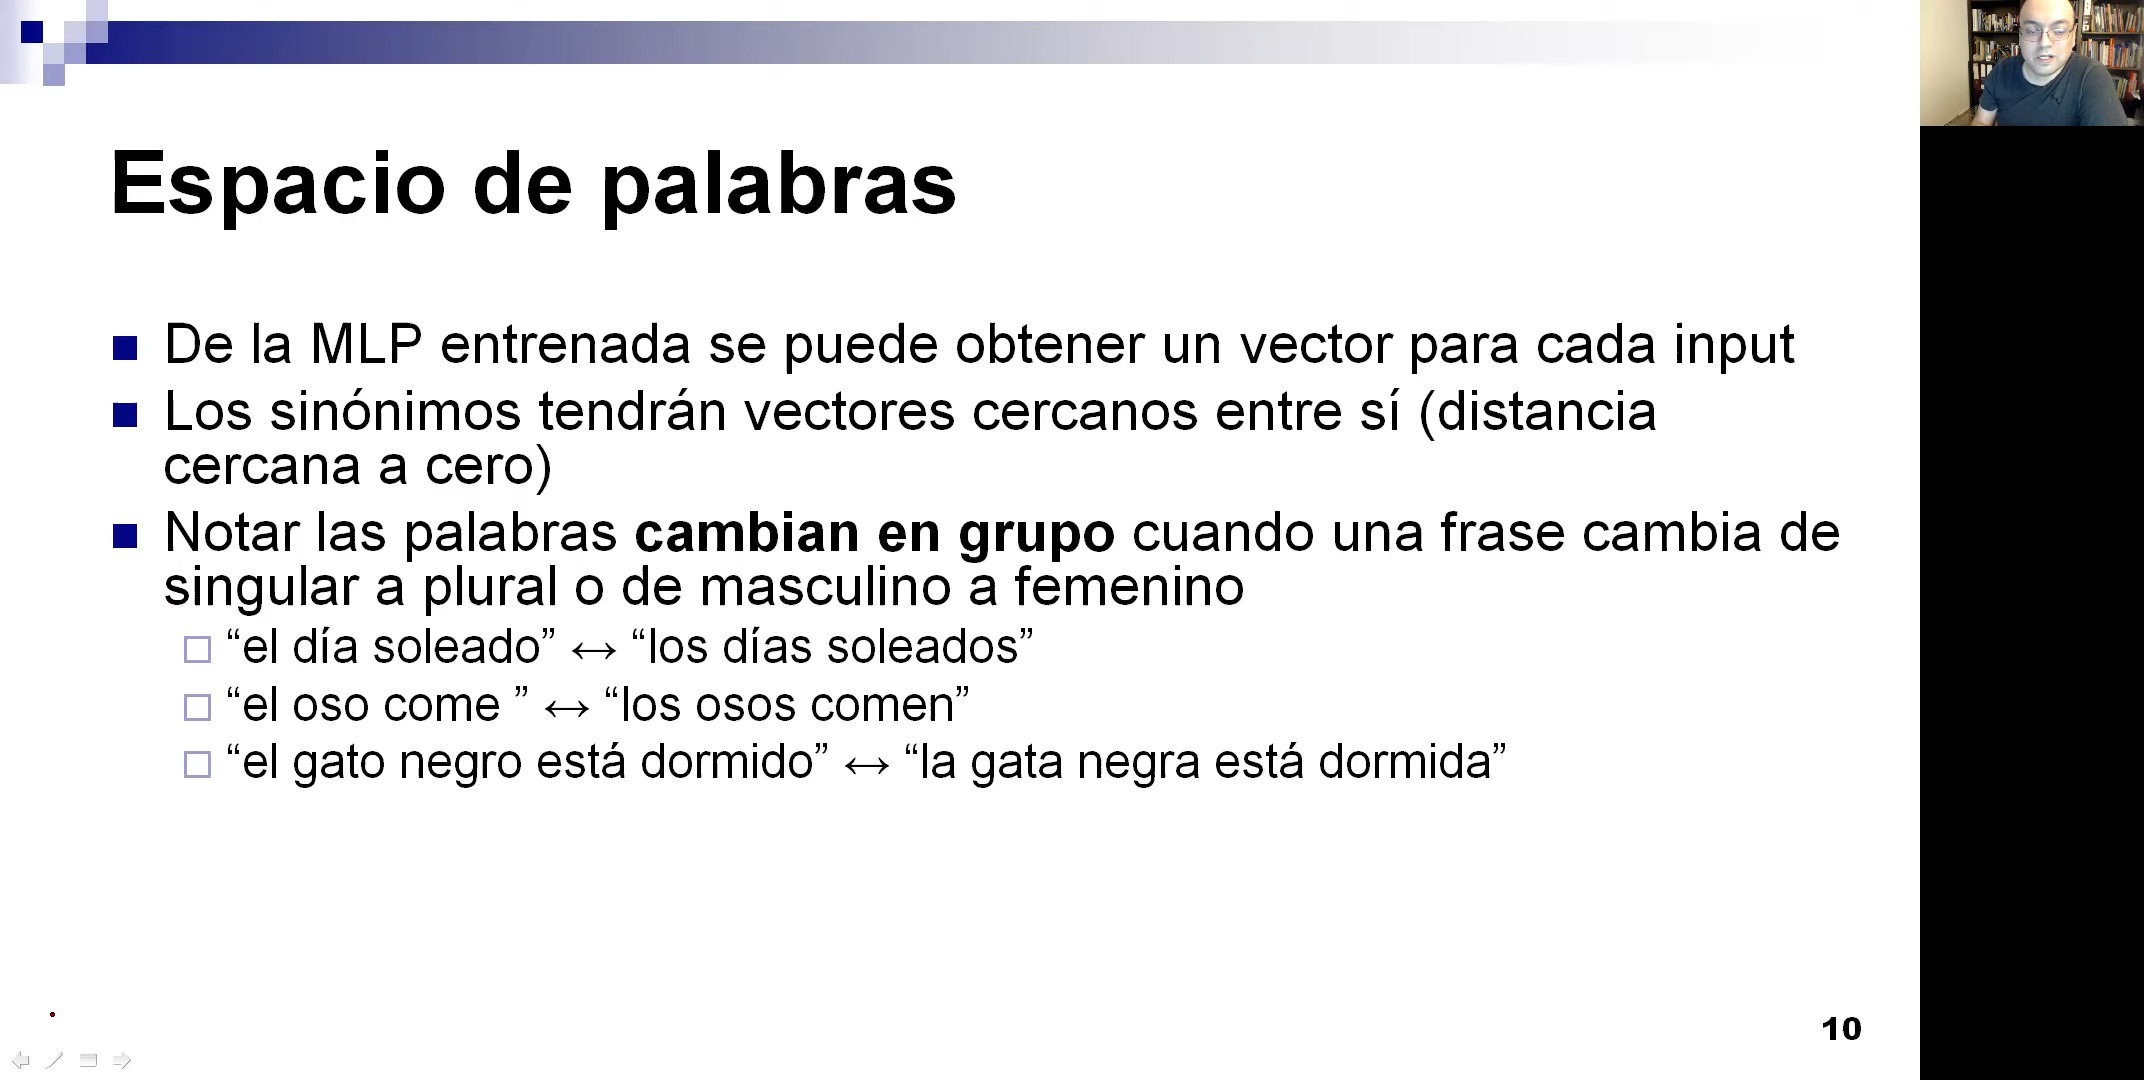 Espacio de palabras
De la MLP entrenada se puede obtener un vector para cada input
Los sinónimos tendrán vectores cercanos entre sí (distancia
cercana a cero)
Notar las palabras cambian en grupo cuando una frase cambia de
singular a plural o de masculino a femenino
“el día soleado” ↔ “los días soleados”
“el oso come ” ↔ “los osos comen”
“el gato negro está dormido” ↔ “la gata negra está dormida”
10